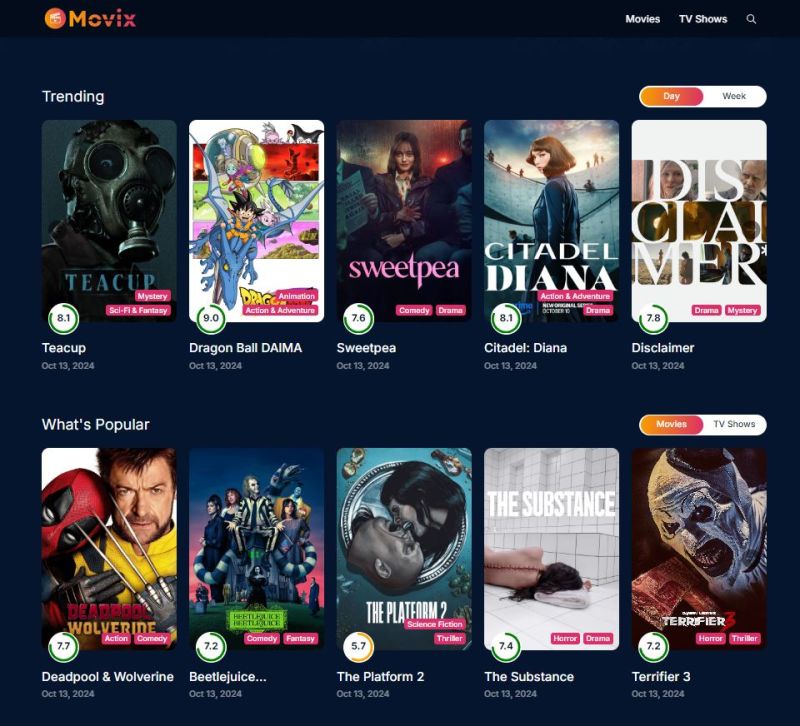 Movix
Movies TV Shows
Trending
Day Week
TEACUP
Mystery
Sci-Fi & Fantasy
8.1
Teacup
Oct 13, 2024
Animation
Action & Adventure
9.0
Dragon Ball DAIMA
Oct 13, 2024
sweetpea
Comedy Drama
7.6
Sweetpea
Oct 13, 2024
CITADEL
DIANA
Action & Adventure
NEW ORIGINAL SERIES
OCTOBER 10
Drama
8.1
Citadel: Diana
Oct 13, 2024
DIS
CLAI
MER*
Drama Mystery
7.8
Disclaimer
Oct 13, 2024
What's Popular
Movies TV Shows
DEADPOOL
WOLVERINE
Action Comedy
7.7
Deadpool & Wolverine
Oct 13, 2024
BEETLEJUICE
BEETLEJUICE
Comedy Fantasy
7.2
Beetlejuice...
Oct 13, 2024
THE PLATFORM 2
Science Fiction
Thriller
5.7
The Platform 2
Oct 13, 2024
THE SUBSTANCE
Horror Drama
7.4
The Substance
Oct 13, 2024
TERRIFIER 3
Horror Thriller
7.2
Terrifier 3
Oct 13, 2024